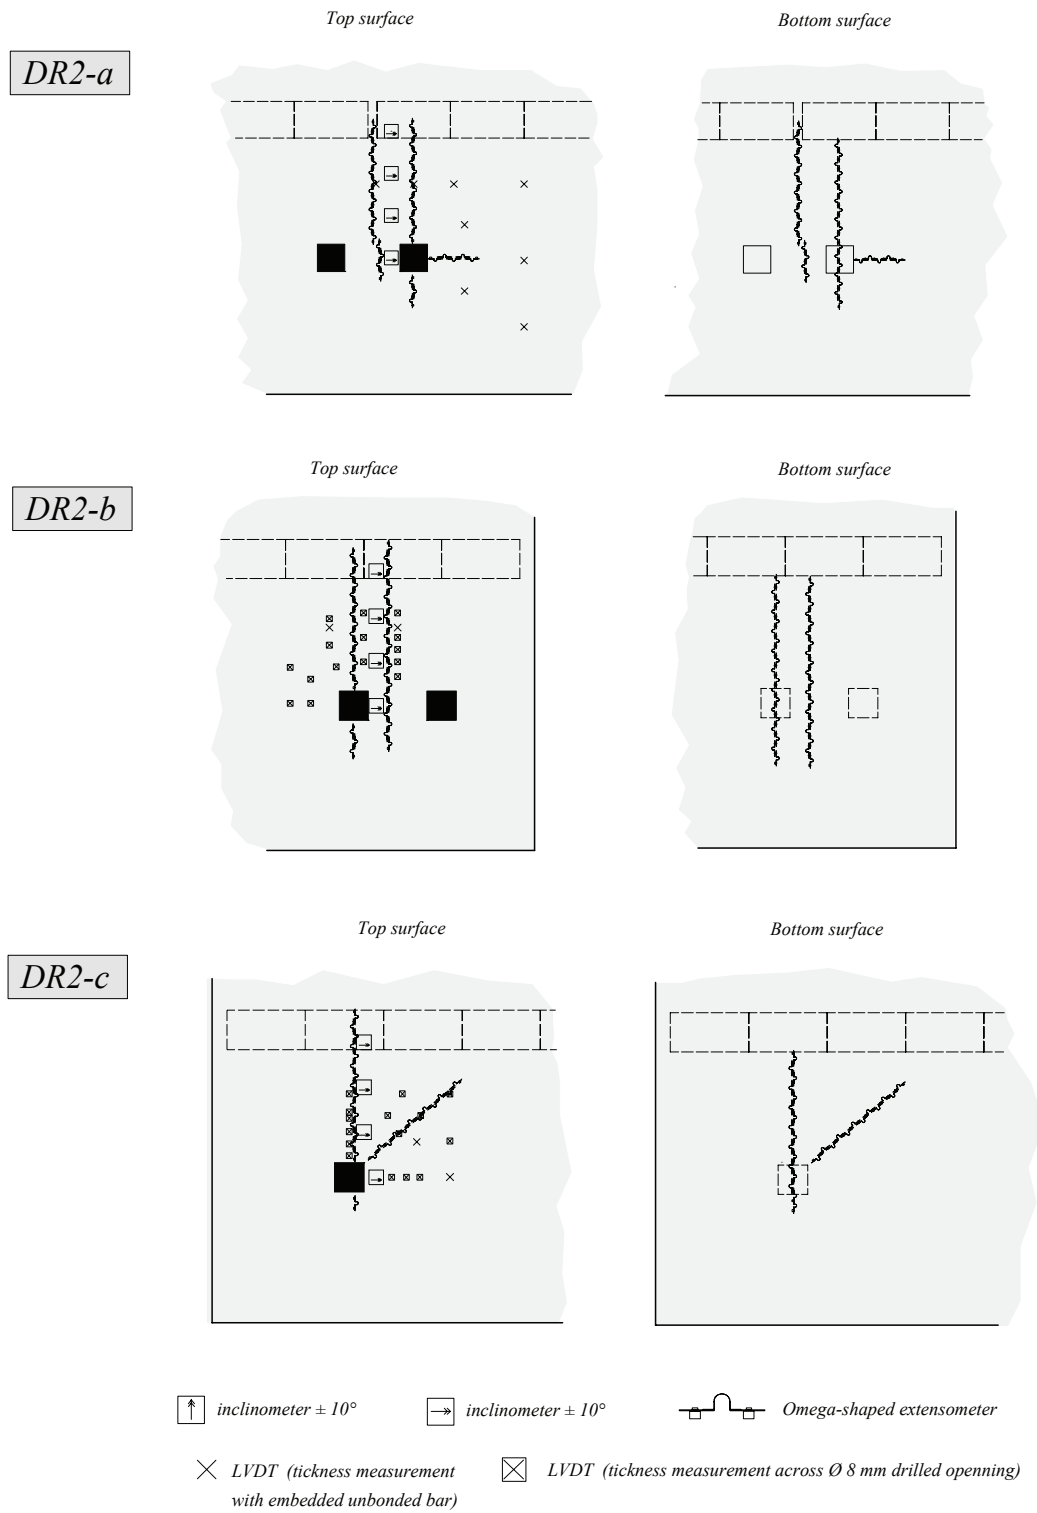 Top surface
Bottom surface
DR2-a
Top surface
Bottom surface
DR2-b
Top surface
Bottom surface
DR2-c
inclinometer ± 10°
inclinometer ± 10°
Omega-shaped extensometer
LVDT (tickness measurement
with embedded unbonded bar)
LVDT (tickness measurement across Ø 8 mm drilled openning)